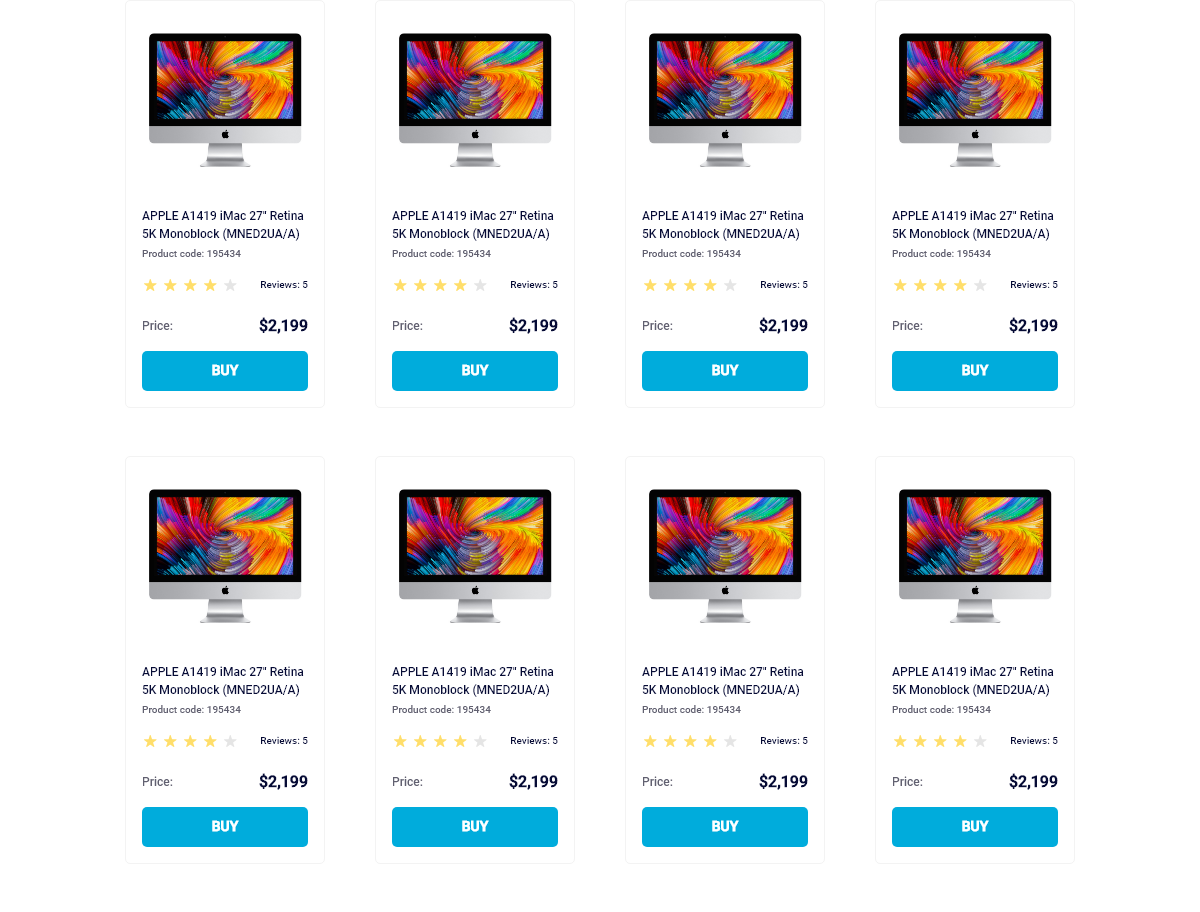 APPLE A1419 iMac 27" Retina
5K Monoblock (MNED2UA/A)
Product code: 195434
Reviews: 5
Price: $2,199
BUY
APPLE A1419 iMac 27" Retina
5K Monoblock (MNED2UA/A)
Product code: 195434
Reviews: 5
Price: $2,199
BUY
APPLE A1419 iMac 27" Retina
5K Monoblock (MNED2UA/A)
Product code: 195434
Reviews: 5
Price: $2,199
BUY
APPLE A1419 iMac 27" Retina
5K Monoblock (MNED2UA/A)
Product code: 195434
Reviews: 5
Price: $2,199
BUY
APPLE A1419 iMac 27" Retina
5K Monoblock (MNED2UA/A)
Product code: 195434
Reviews: 5
Price: $2,199
BUY
APPLE A1419 iMac 27" Retina
5K Monoblock (MNED2UA/A)
Product code: 195434
Reviews: 5
Price: $2,199
BUY
APPLE A1419 iMac 27" Retina
5K Monoblock (MNED2UA/A)
Product code: 195434
Reviews: 5
Price: $2,199
BUY
APPLE A1419 iMac 27" Retina
5K Monoblock (MNED2UA/A)
Product code: 195434
Reviews: 5
Price: $2,199
BUY